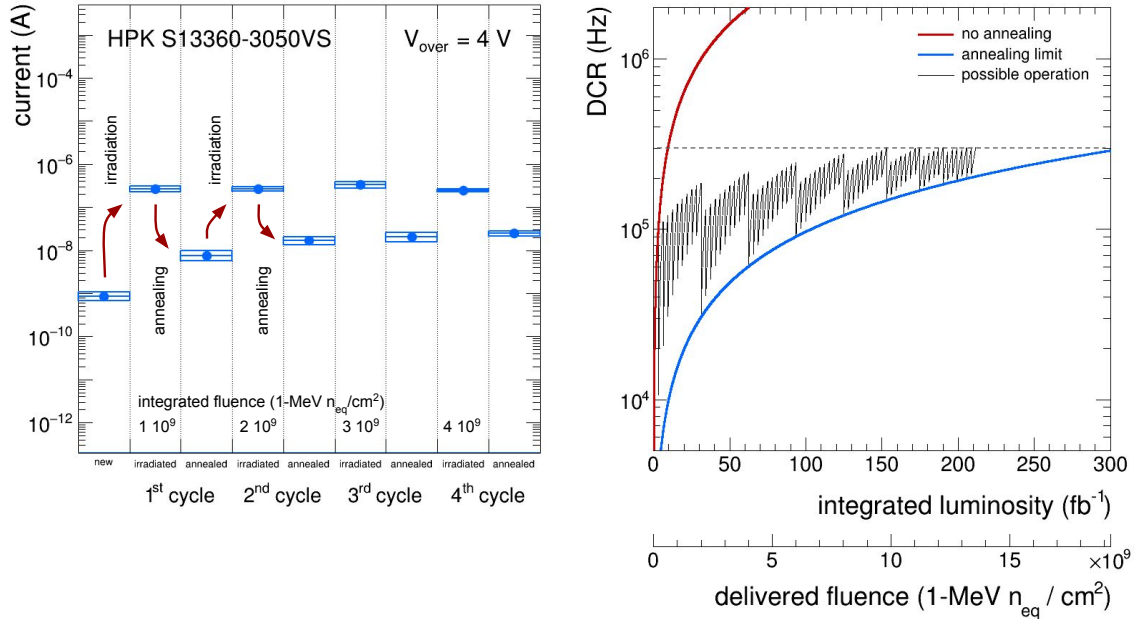 HPK S13360-3050VS V_over = 4 V
current (A)
10^-4
10^-6
10^-8
10^-10
10^-12
irradiation
irradiation
annealing
annealing
integrated fluence (1-MeV n_eq/cm^2)
1 10^9 2 10^9 3 10^9 4 10^9
new irradiated annealed irradiated annealed irradiated annealed irradiated annealed
1^st cycle 2^nd cycle 3^rd cycle 4^th cycle
DCR (Hz)
10^6
10^5
10^4
no annealing
annealing limit
possible operation
0 50 100 150 200 250 300
integrated luminosity (fb^-1)
0 5 10 15 ×10^9
delivered fluence (1-MeV n_eq / cm^2)